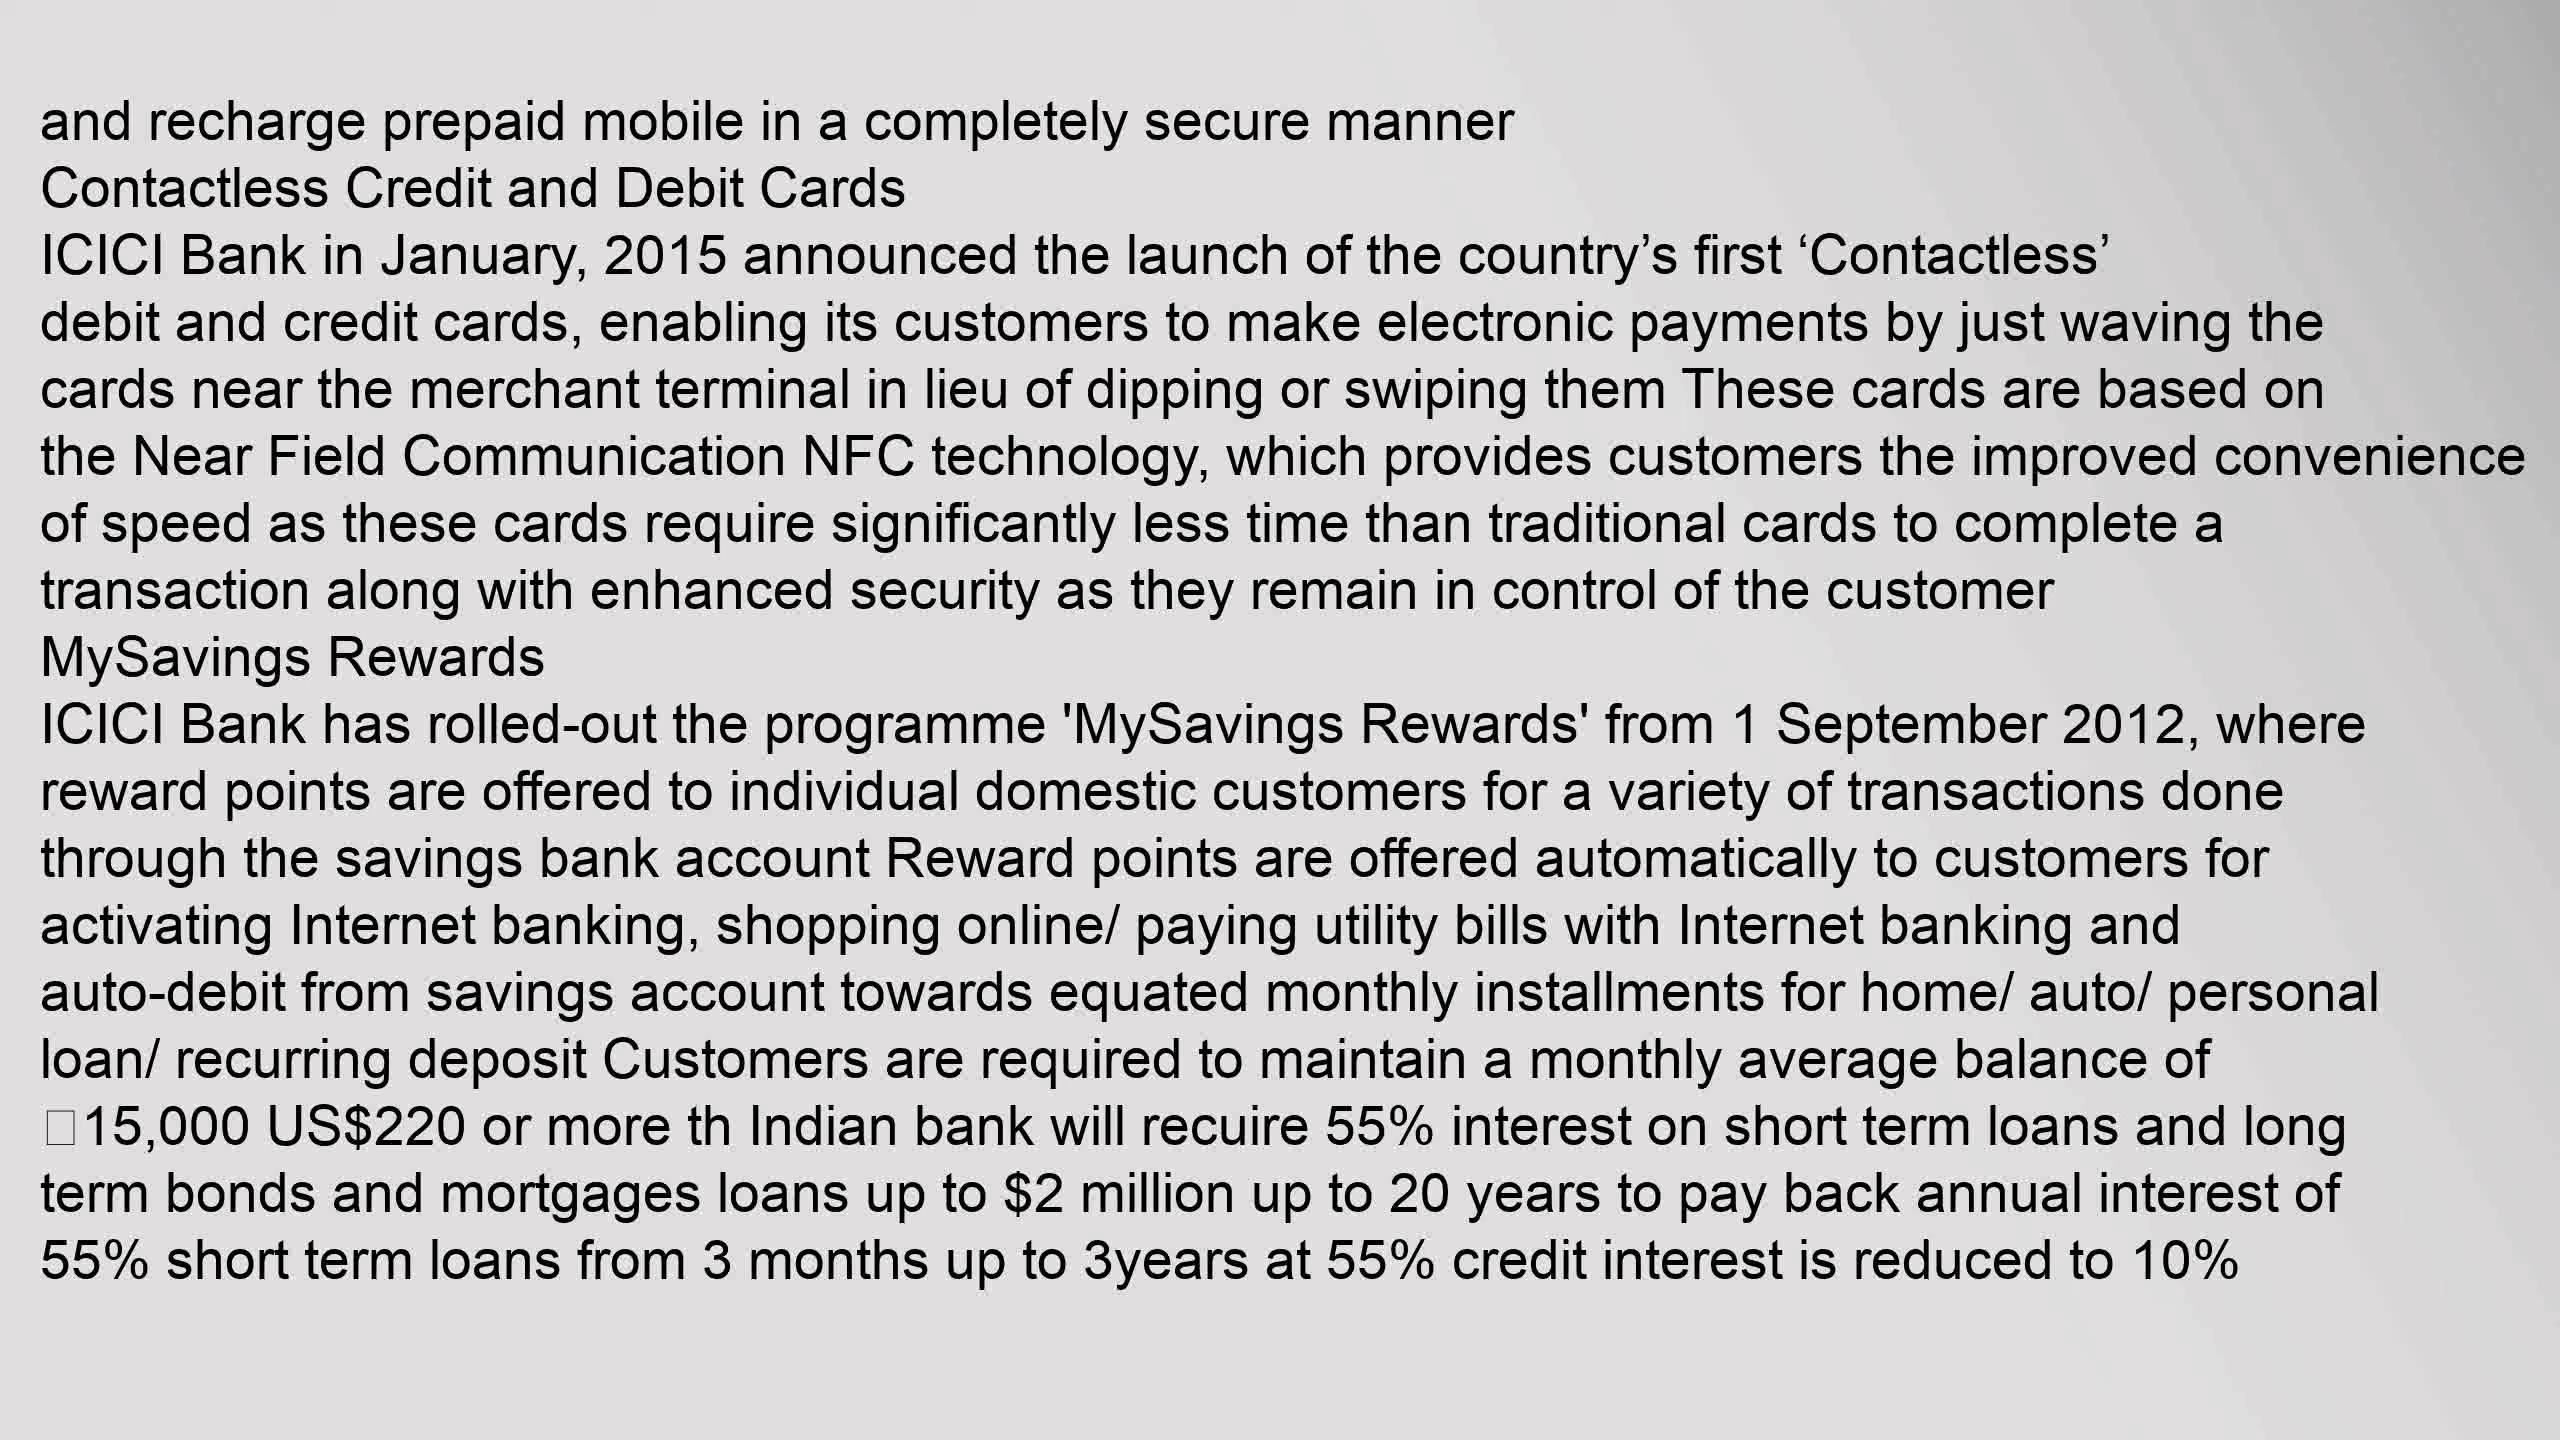 and recharge prepaid mobile in a completely secure manner
Contactless Credit and Debit Cards
ICICI Bank in January, 2015 announced the launch of the country’s first ‘Contactless’
debit and credit cards, enabling its customers to make electronic payments by just waving the
cards near the merchant terminal in lieu of dipping or swiping them These cards are based on
the Near Field Communication NFC technology, which provides customers the improved convenience
of speed as these cards require significantly less time than traditional cards to complete a
transaction along with enhanced security as they remain in control of the customer
MySavings Rewards
ICICI Bank has rolled-out the programme 'MySavings Rewards' from 1 September 2012, where
reward points are offered to individual domestic customers for a variety of transactions done
through the savings bank account Reward points are offered automatically to customers for
activating Internet banking, shopping online/ paying utility bills with Internet banking and
auto-debit from savings account towards equated monthly installments for home/ auto/ personal
loan/ recurring deposit Customers are required to maintain a monthly average balance of
□15,000 US$220 or more th Indian bank will recuire 55% interest on short term loans and long
term bonds and mortgages loans up to $2 million up to 20 years to pay back annual interest of
55% short term loans from 3 months up to 3years at 55% credit interest is reduced to 10%